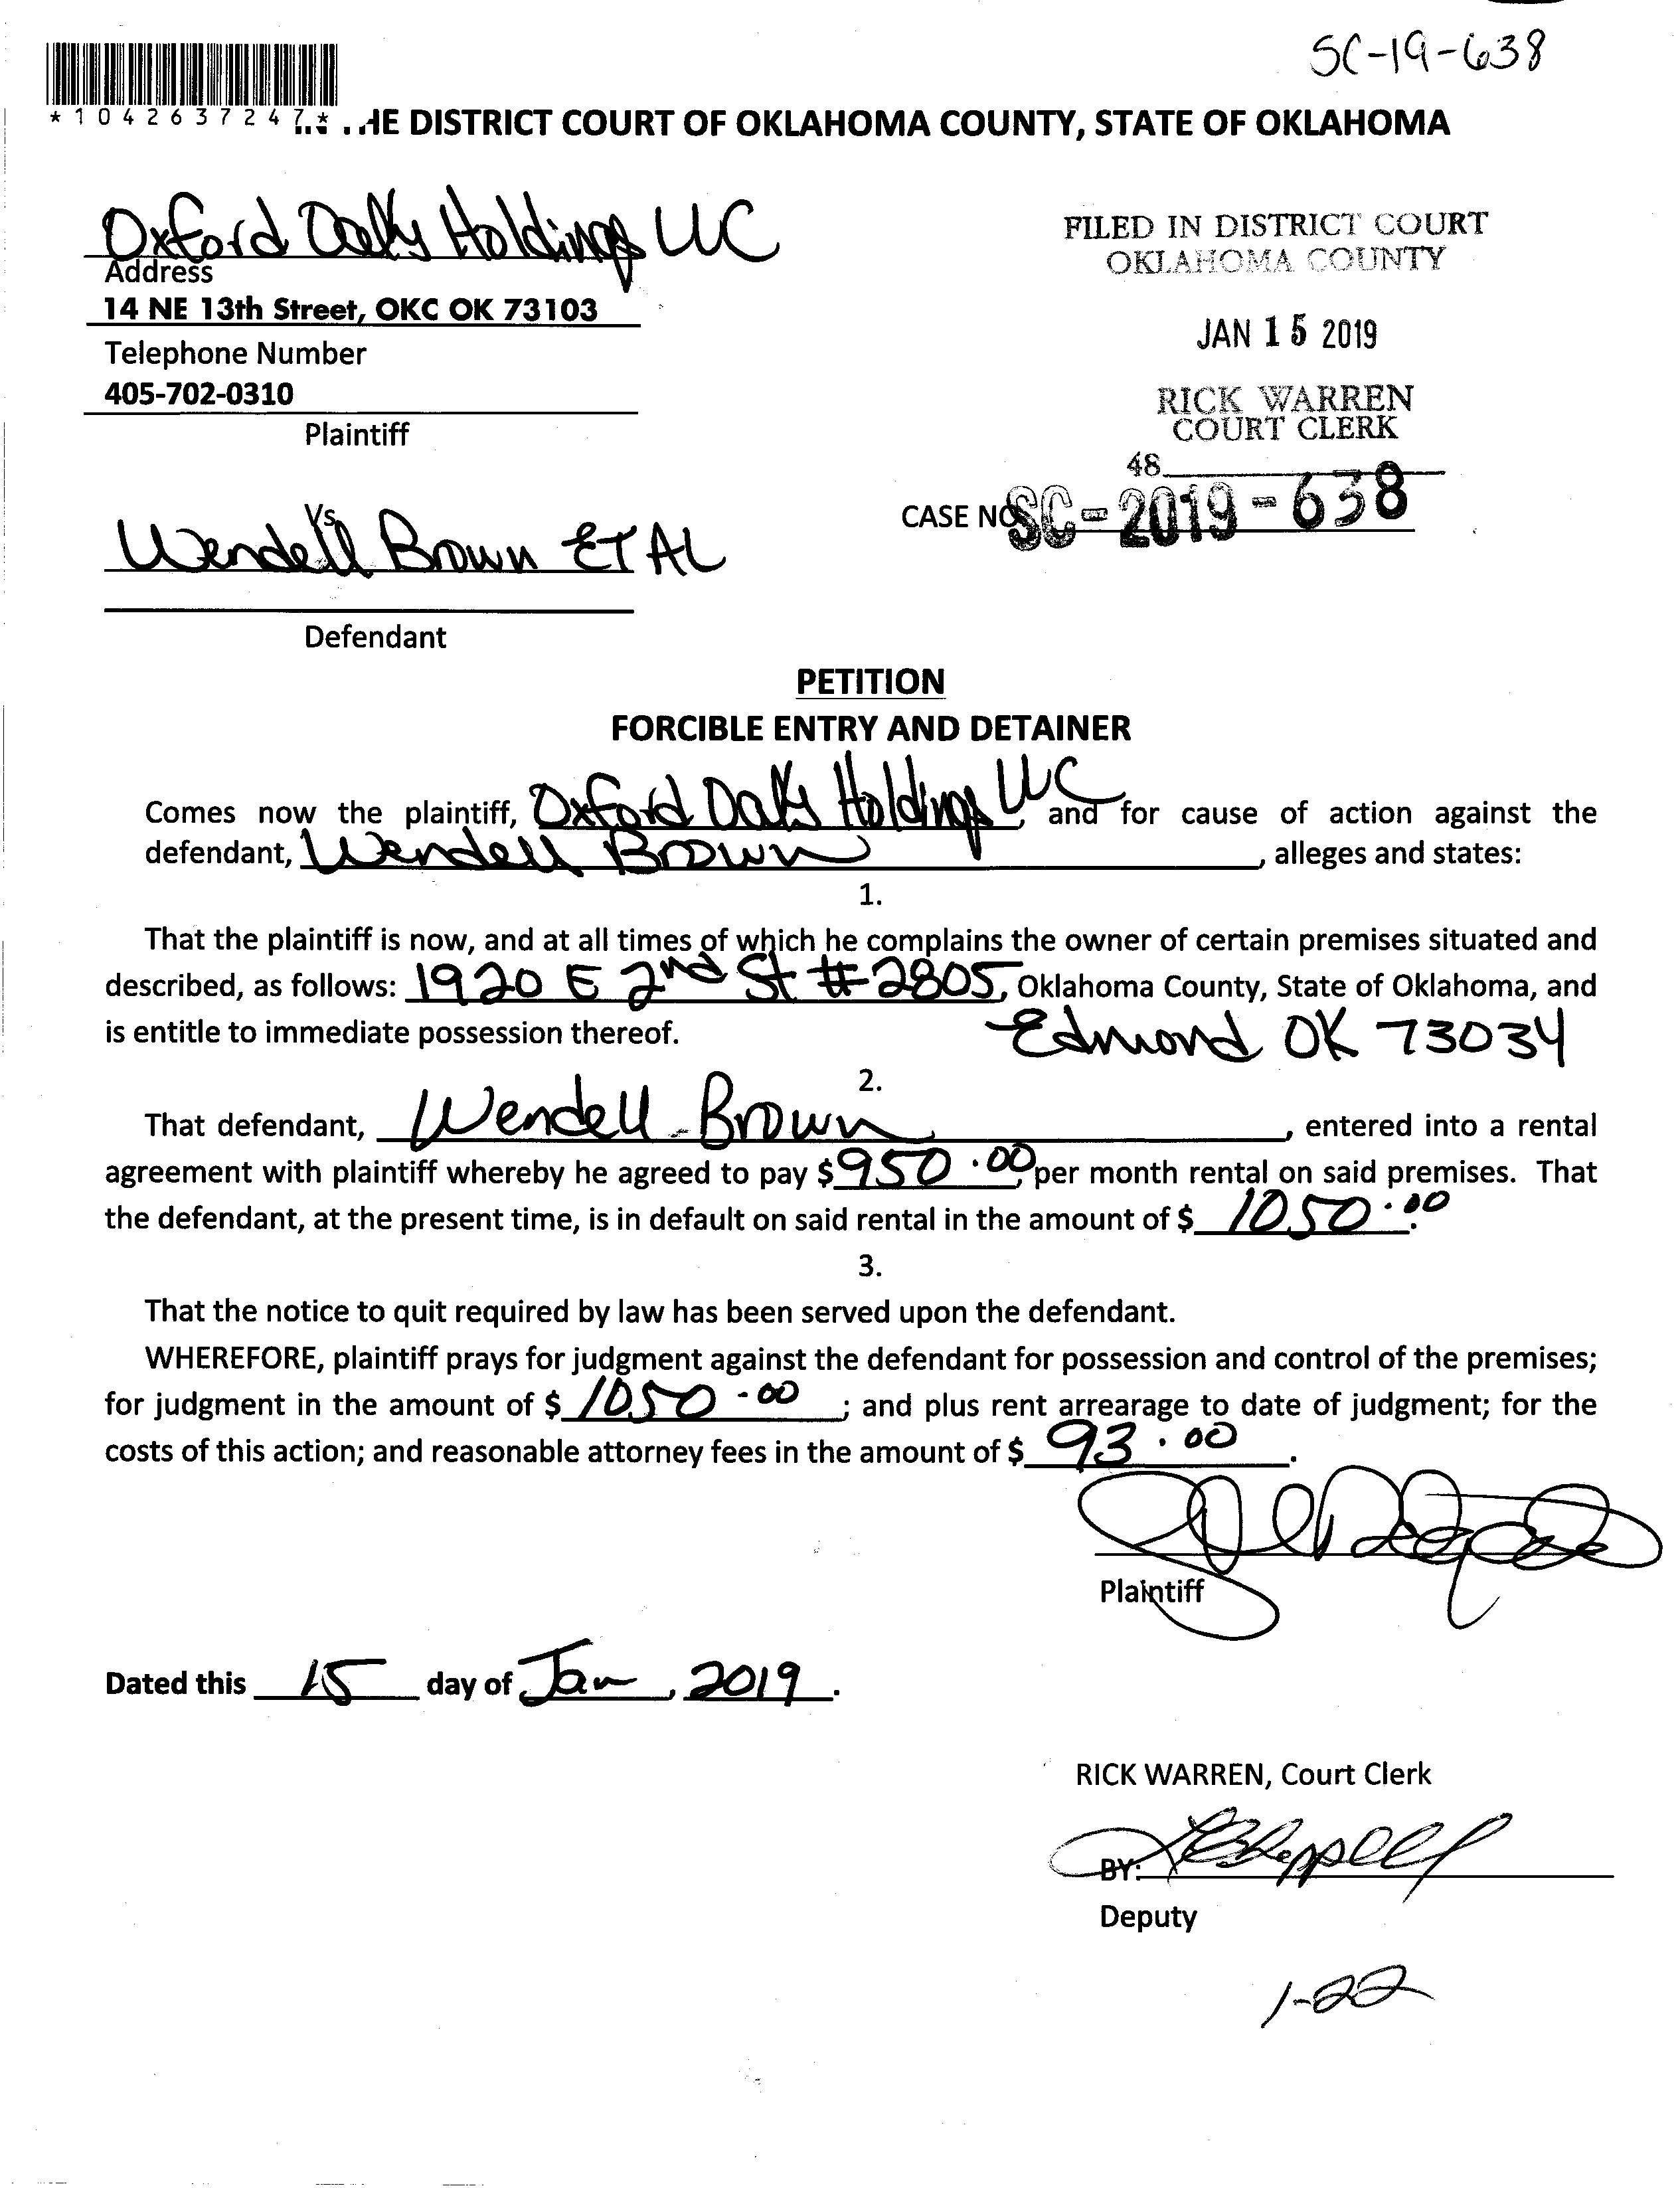 SC-19-638
*1042637247*
HE DISTRICT COURT OF OKLAHOMA COUNTY, STATE OF OKLAHOMA
Oxford Oaks Holdings LLC
Address
14 NE 13th Street, OKC OK 73103
Telephone Number
405-702-0310
Plaintiff
FILED IN DISTRICT COURT
OKLAHOMA COUNTY
JAN 15 2019
RICK WARREN
COURT CLERK
48
CASE NO SC-2019-638
Vs.
Wendell Brown ET AL
Defendant
PETITION
FORCIBLE ENTRY AND DETAINER
Comes now the plaintiff, Oxford Oaks Holdings LLC, and for cause of action against the
defendant, Wendell Brown, alleges and states:
1.
That the plaintiff is now, and at all times of which he complains the owner of certain premises situated and
described, as follows: 1920 E 2nd St #2805, Oklahoma County, State of Oklahoma, and
is entitle to immediate possession thereof. Edmond OK 73034
2.
That defendant, Wendell Brown, entered into a rental
agreement with plaintiff whereby he agreed to pay $950.00, per month rental on said premises. That
the defendant, at the present time, is in default on said rental in the amount of $ 1050.00.
3.
That the notice to quit required by law has been served upon the defendant.
WHEREFORE, plaintiff prays for judgment against the defendant for possession and control of the premises;
for judgment in the amount of $ 1050.00 ; and plus rent arrearage to date of judgment; for the
costs of this action; and reasonable attorney fees in the amount of $ 93.00.
Plaintiff
Dated this 15 day of Jan, 2019.
RICK WARREN, Court Clerk
BY:
Deputy
1-22